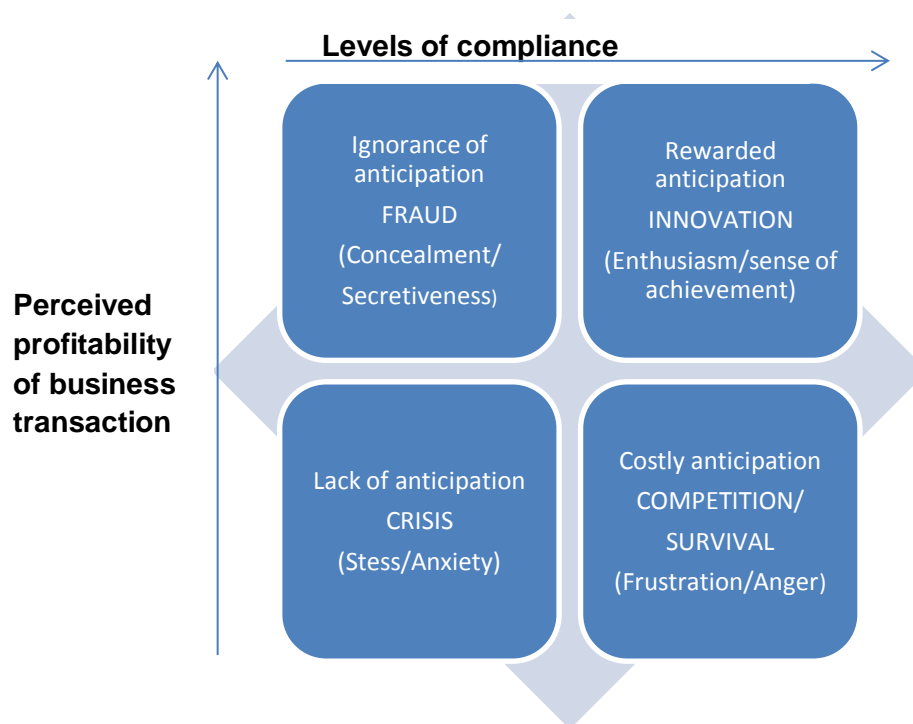 Levels of compliance
Perceived
profitability
of business
transaction
Ignorance of
anticipation
FRAUD
(Concealment/
Secretiveness)
Rewarded
anticipation
INNOVATION
(Enthusiasm/sense of
achievement)
Lack of anticipation
CRISIS
(Stess/Anxiety)
Costly anticipation
COMPETITION/
SURVIVAL
(Frustration/Anger)